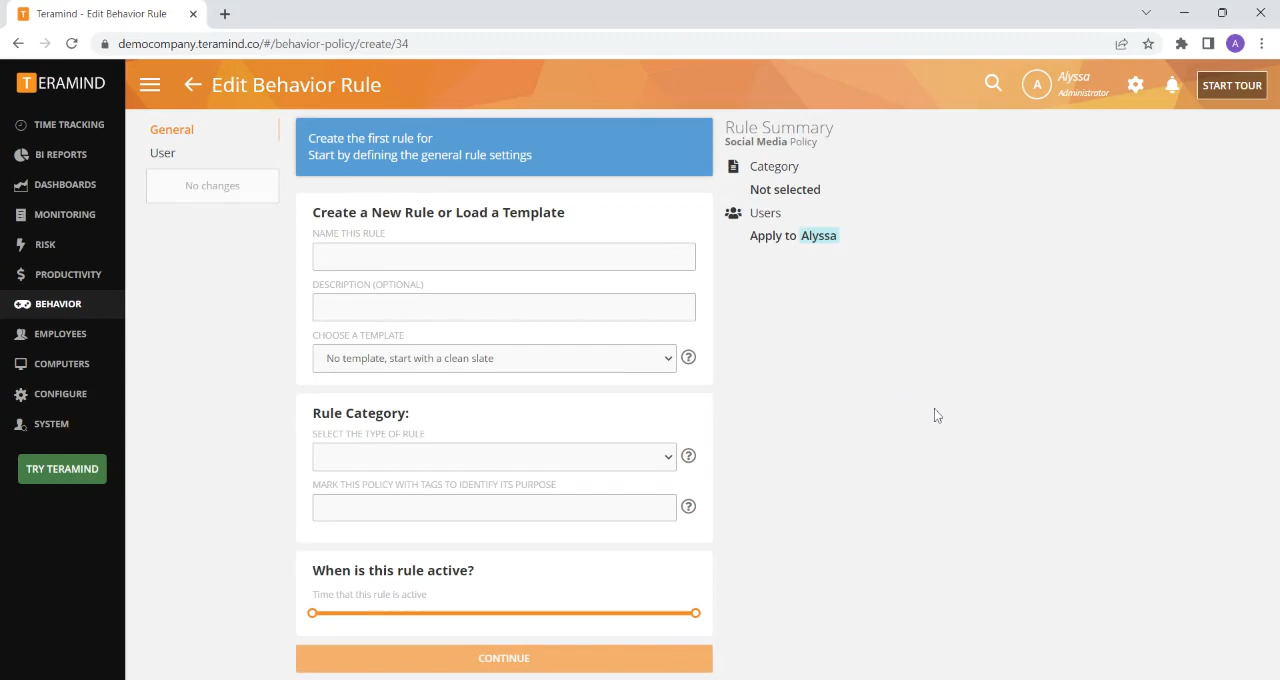 Teramind - Edit Behavior Rule
democompany.teramind.co/#/behavior-policy/create/34
A
TERAMIND
Edit Behavior Rule
A
Alyssa
Administrator
START TOUR
TIME TRACKING
BI REPORTS
DASHBOARDS
MONITORING
RISK
PRODUCTIVITY
BEHAVIOR
EMPLOYEES
COMPUTERS
CONFIGURE
SYSTEM
TRY TERAMIND
General
User
No changes
Create the first rule for
Start by defining the general rule settings
Create a New Rule or Load a Template
NAME THIS RULE
DESCRIPTION (OPTIONAL)
CHOOSE A TEMPLATE
No template, start with a clean slate
?
Rule Category:
SELECT THE TYPE OF RULE
?
MARK THIS POLICY WITH TAGS TO IDENTIFY ITS PURPOSE
?
When is this rule active?
Time that this rule is active
CONTINUE
Rule Summary
Social Media Policy
Category
Not selected
Users
Apply to Alyssa